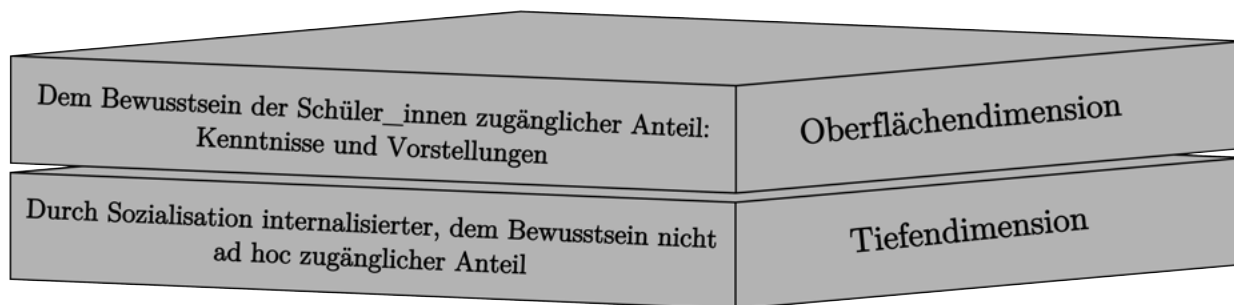 Dem Bewusstsein der Schüler_innen zugänglicher Anteil:
Kenntnisse und Vorstellungen
Oberflächendimension
Durch Sozialisation internalisierter, dem Bewusstsein nicht
ad hoc zugänglicher Anteil
Tiefendimension